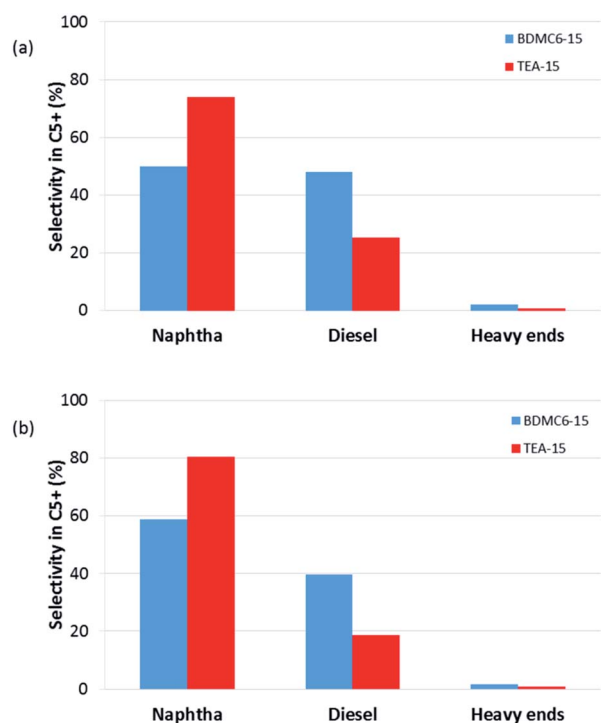 (a)
Selectivity in C5+ (%)
100
80
60
40
20
0
BDMC6-15
TEA-15
Naphtha Diesel Heavy ends
(b)
Selectivity in C5+ (%)
100
80
60
40
20
0
BDMC6-15
TEA-15
Naphtha Diesel Heavy ends